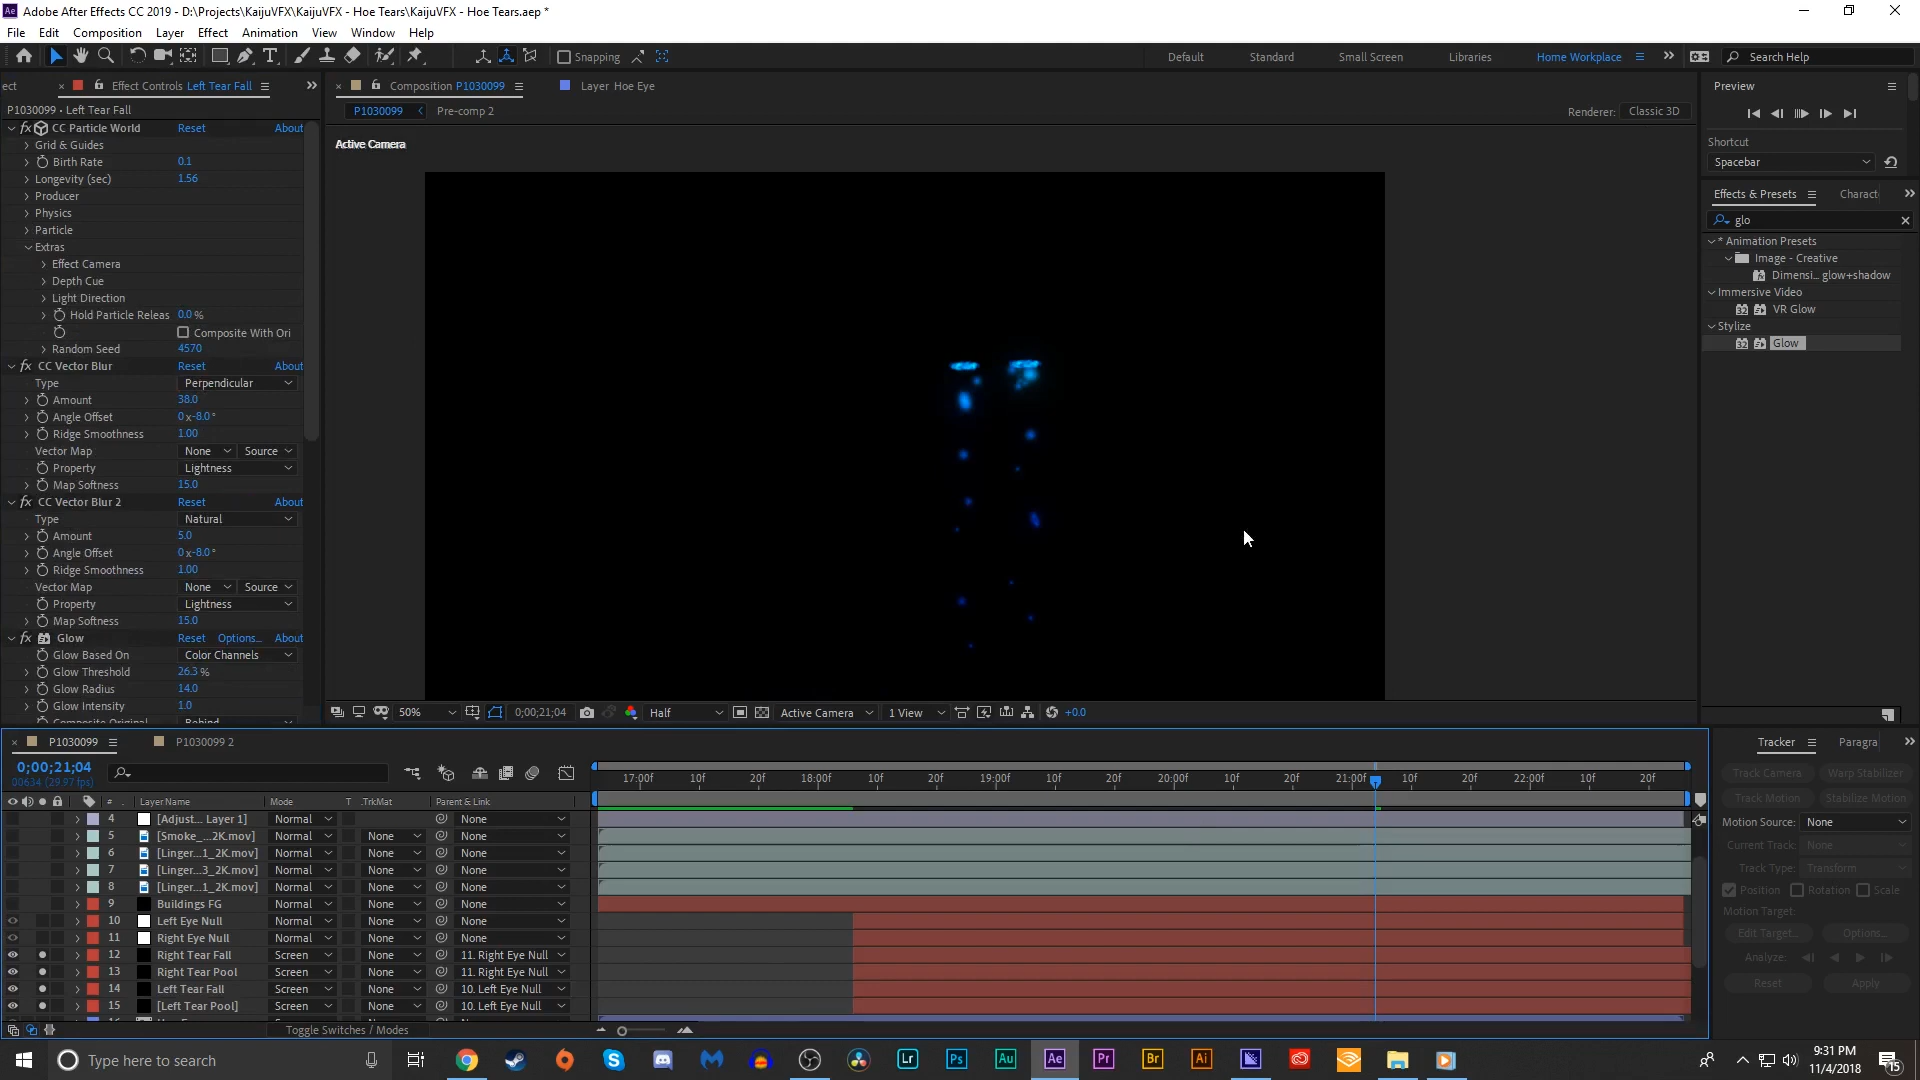 Adobe After Effects CC 2019 - D:\Projects\KaijuVFX\KaijuVFX - Hoe Tears\KaijuVFX - Hoe Tears.aep *
File Edit Composition Layer Effect Animation View Window Help
Snapping
Default Standard Small Screen Libraries Home Workplace Search Help
ect Effect Controls Left Tear Fall
P1030099 • Left Tear Fall
CC Particle World Reset About
Grid & Guides
Birth Rate 0.1
Longevity (sec) 1.56
Producer
Physics
Particle
Extras
Effect Camera
Depth Cue
Light Direction
Hold Particle Releas 0.0 %
Composite With Ori
Random Seed 4570
CC Vector Blur Reset About
Type Perpendicular
Amount 38.0
Angle Offset 0 x -8.0 °
Ridge Smoothness 1.00
Vector Map None Source
Property Lightness
Map Softness 15.0
CC Vector Blur 2 Reset About
Type Natural
Amount 5.0
Angle Offset 0 x -8.0 °
Ridge Smoothness 1.00
Vector Map None Source
Property Lightness
Map Softness 15.0
Glow Reset Options... About
Glow Based On Color Channels
Glow Threshold 26.3 %
Glow Radius 14.0
Glow Intensity 1.0
Composite Original Behind
Composition P1030099 Layer Hoe Eye
P1030099 Pre-comp 2 Renderer: Classic 3D
Active Camera
50% 0;00;21;04 Half Active Camera 1 View +0.0
Preview
Shortcut
Spacebar
Effects & Presets Charact
glo
* Animation Presets
Image - Creative
Dimensi... glow+shadow
Immersive Video
VR Glow
Stylize
Glow
P1030099 P1030099 2
0;00;21;04
00634 (29.97 fps)
17:00f 10f 20f 18:00f 10f 20f 19:00f 10f 20f 20:00f 10f 20f 21:00f 10f 20f 22:00f 10f 20f
# Layer Name Mode T .TrkMat Parent & Link
4 [Adjust... Layer 1] Normal None
5 [Smoke_...2K.mov] Normal None None
6 [Linger...1_2K.mov] Normal None None
7 [Linger...3_2K.mov] Normal None None
8 [Linger...1_2K.mov] Normal None None
9 Buildings FG Normal None None
10 Left Eye Null Normal None None
11 Right Eye Null Normal None None
12 Right Tear Fall Screen None 11. Right Eye Null
13 Right Tear Pool Screen None 11. Right Eye Null
14 Left Tear Fall Screen None 10. Left Eye Null
15 [Left Tear Pool] Screen None 10. Left Eye Null
Toggle Switches / Modes
Tracker Paragra
Track Camera Warp Stabilizer
Track Motion Stabilize Motion
Motion Source: None
Current Track: None
Track Type: Transform
Position Rotation Scale
Motion Target:
Edit Target... Options...
Analyze:
Reset Apply
Type here to search
Lr Ps Au Ae Pr Br Ai
9:31 PM
11/4/2018
15